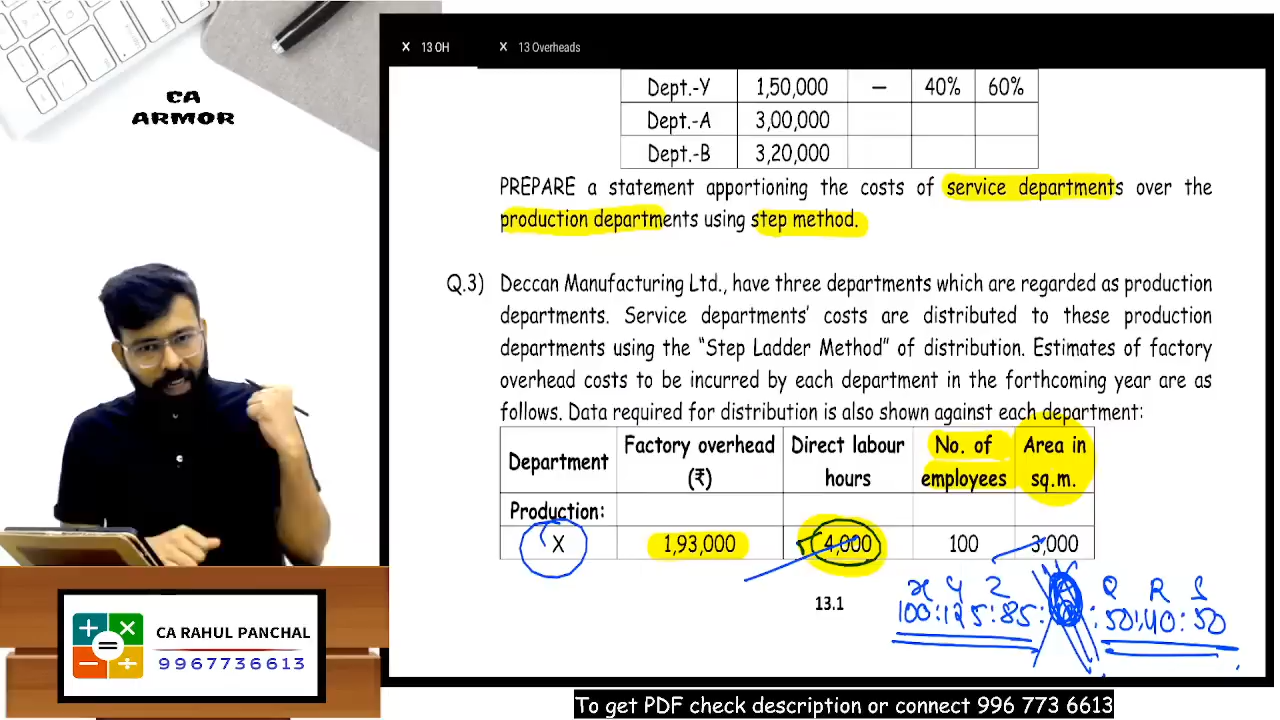 CA
ARMOR
× 13 OH × 13 Overheads
Dept.-Y 1,50,000 – 40% 60%
Dept.-A 3,00,000
Dept.-B 3,20,000
PREPARE a statement apportioning the costs of service departments over the
production departments using step method.
Q.3) Deccan Manufacturing Ltd., have three departments which are regarded as production
departments. Service departments' costs are distributed to these production
departments using the “Step Ladder Method” of distribution. Estimates of factory
overhead costs to be incurred by each department in the forthcoming year are as
follows. Data required for distribution is also shown against each department:
Department Factory overhead (₹) Direct labour hours No. of employees Area in sq.m.
Production:
X 1,93,000 4,000 100 3,000
x Y Z Q R S
100:125:85: :50:40:50
13.1
CA RAHUL PANCHAL
9967736613
To get PDF check description or connect 996 773 6613